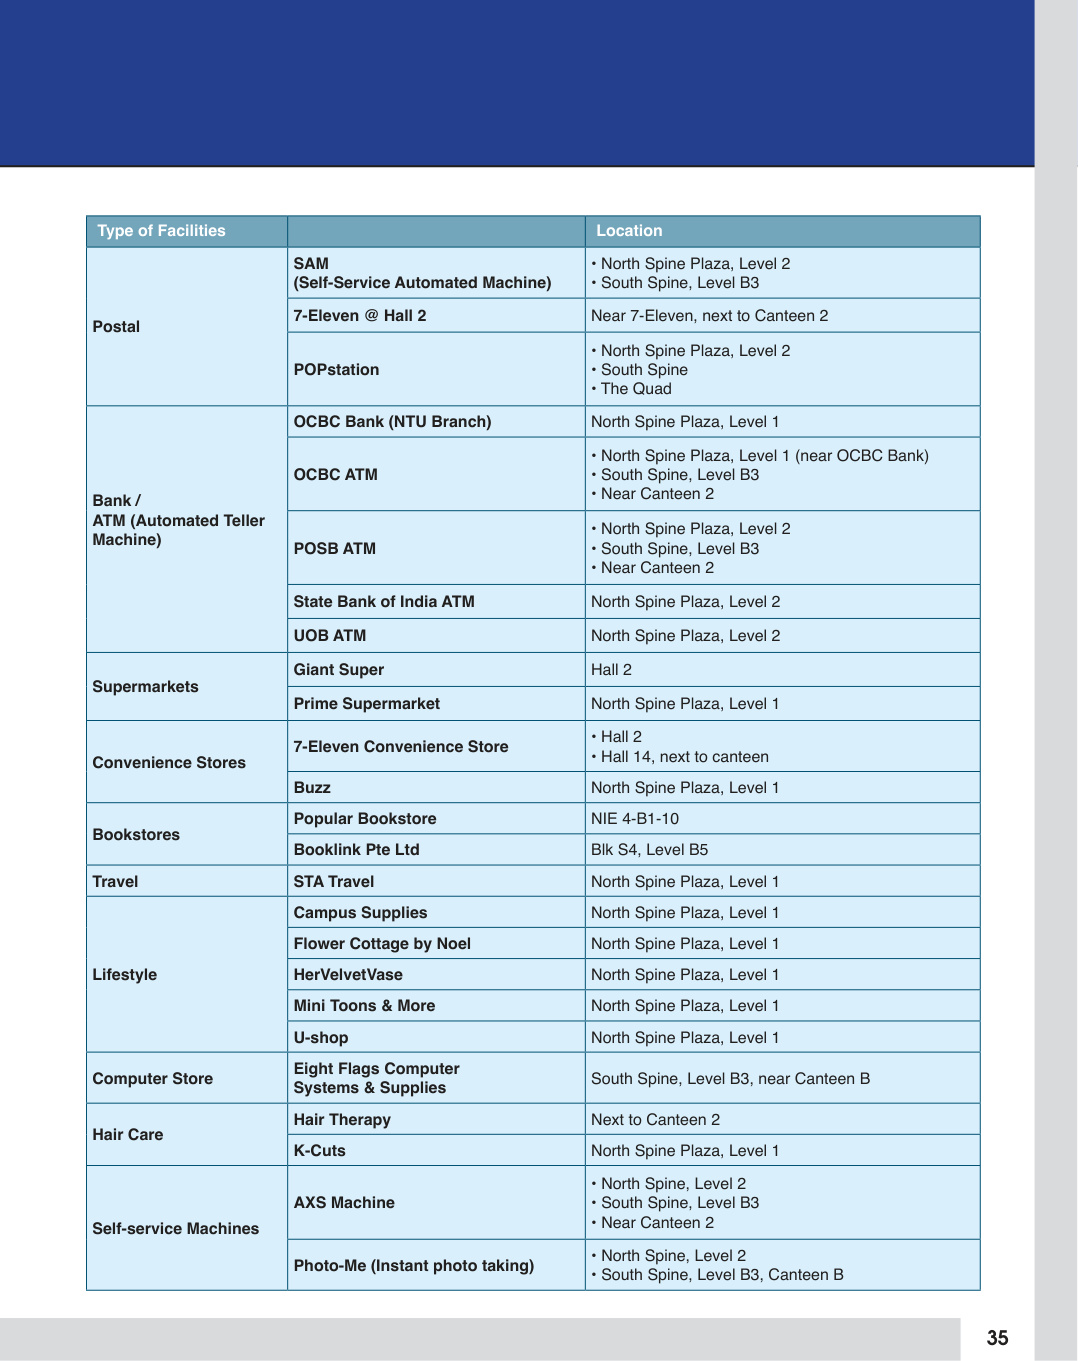 Type of Facilities
Location
Postal
SAM
(Self-Service Automated Machine)
• North Spine Plaza, Level 2
• South Spine, Level B3
7-Eleven @ Hall 2
Near 7-Eleven, next to Canteen 2
POPstation
• North Spine Plaza, Level 2
• South Spine
• The Quad
Bank /
ATM (Automated Teller
Machine)
OCBC Bank (NTU Branch)
North Spine Plaza, Level 1
OCBC ATM
• North Spine Plaza, Level 1 (near OCBC Bank)
• South Spine, Level B3
• Near Canteen 2
POSB ATM
• North Spine Plaza, Level 2
• South Spine, Level B3
• Near Canteen 2
State Bank of India ATM
North Spine Plaza, Level 2
UOB ATM
North Spine Plaza, Level 2
Supermarkets
Giant Super
Hall 2
Prime Supermarket
North Spine Plaza, Level 1
Convenience Stores
7-Eleven Convenience Store
• Hall 2
• Hall 14, next to canteen
Buzz
North Spine Plaza, Level 1
Bookstores
Popular Bookstore
NIE 4-B1-10
Booklink Pte Ltd
Blk S4, Level B5
Travel
STA Travel
North Spine Plaza, Level 1
Lifestyle
Campus Supplies
North Spine Plaza, Level 1
Flower Cottage by Noel
North Spine Plaza, Level 1
HerVelvetVase
North Spine Plaza, Level 1
Mini Toons & More
North Spine Plaza, Level 1
U-shop
North Spine Plaza, Level 1
Computer Store
Eight Flags Computer
Systems & Supplies
South Spine, Level B3, near Canteen B
Hair Care
Hair Therapy
Next to Canteen 2
K-Cuts
North Spine Plaza, Level 1
Self-service Machines
AXS Machine
• North Spine, Level 2
• South Spine, Level B3
• Near Canteen 2
Photo-Me (Instant photo taking)
• North Spine, Level 2
• South Spine, Level B3, Canteen B
35